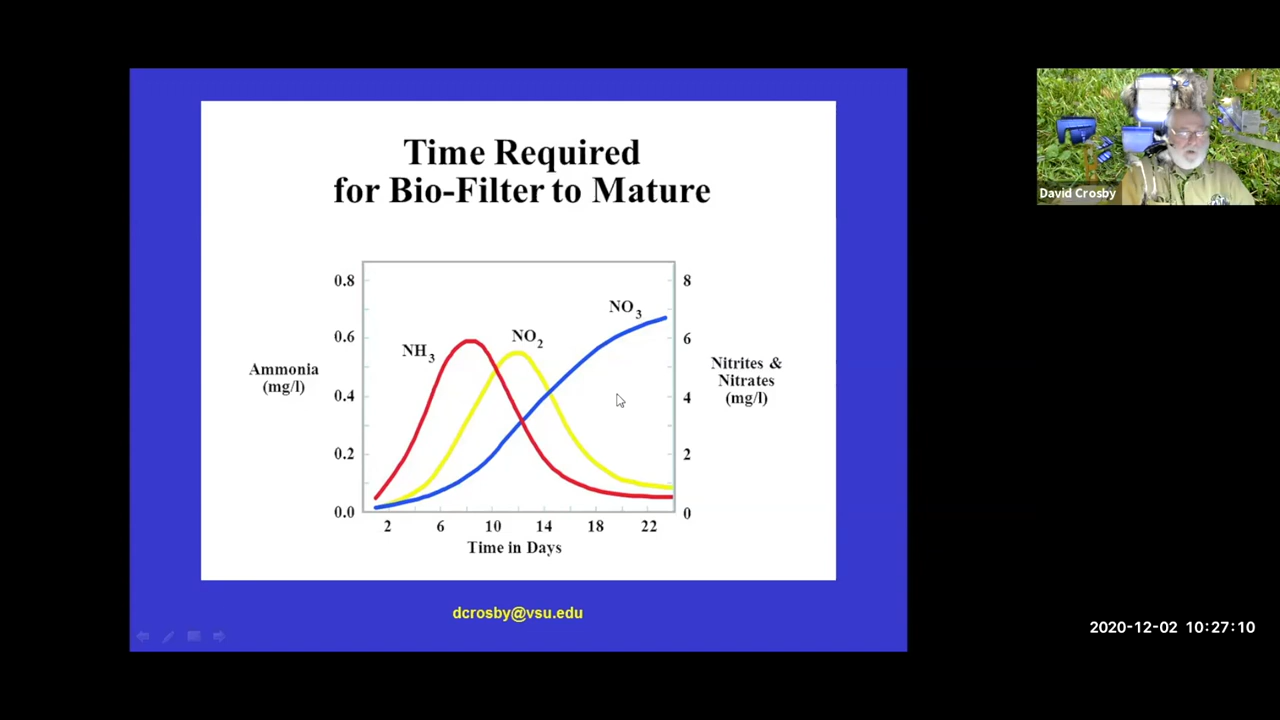 Time Required
for Bio-Filter to Mature
0.8
0.6
0.4
0.2
0.0
Ammonia
(mg/l)
NH3
NO2
NO3
8
6
4
2
0
Nitrites &
Nitrates
(mg/l)
2 6 10 14 18 22
Time in Days
dcrosby@vsu.edu
David Crosby
2020-12-02 10:27:10